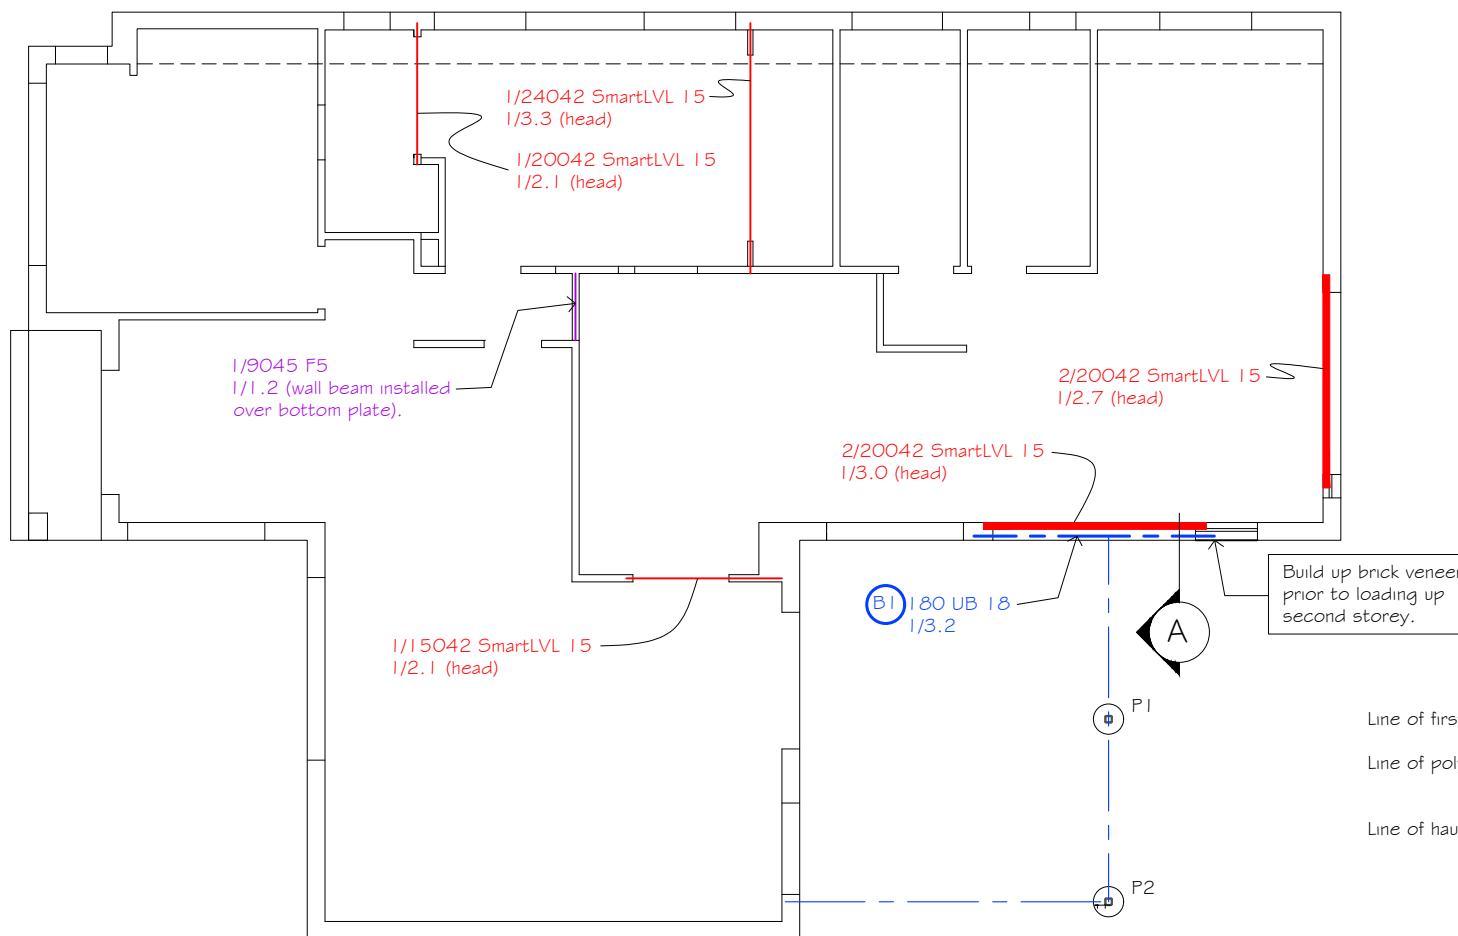 1/24042 SmartLVL 15
1/3.3 (head)
1/20042 SmartLVL 15
1/2.1 (head)
1/9045 F5
1/1.2 (wall beam installed
over bottom plate).
2/20042 SmartLVL 15
1/2.7 (head)
2/20042 SmartLVL 15
1/3.0 (head)
B1 180 UB 18
1/3.2
Build up brick veneer
prior to loading up
second storey.
A
1/15042 SmartLVL 15
1/2.1 (head)
P1
Line of firs
Line of pol
Line of hau
P2